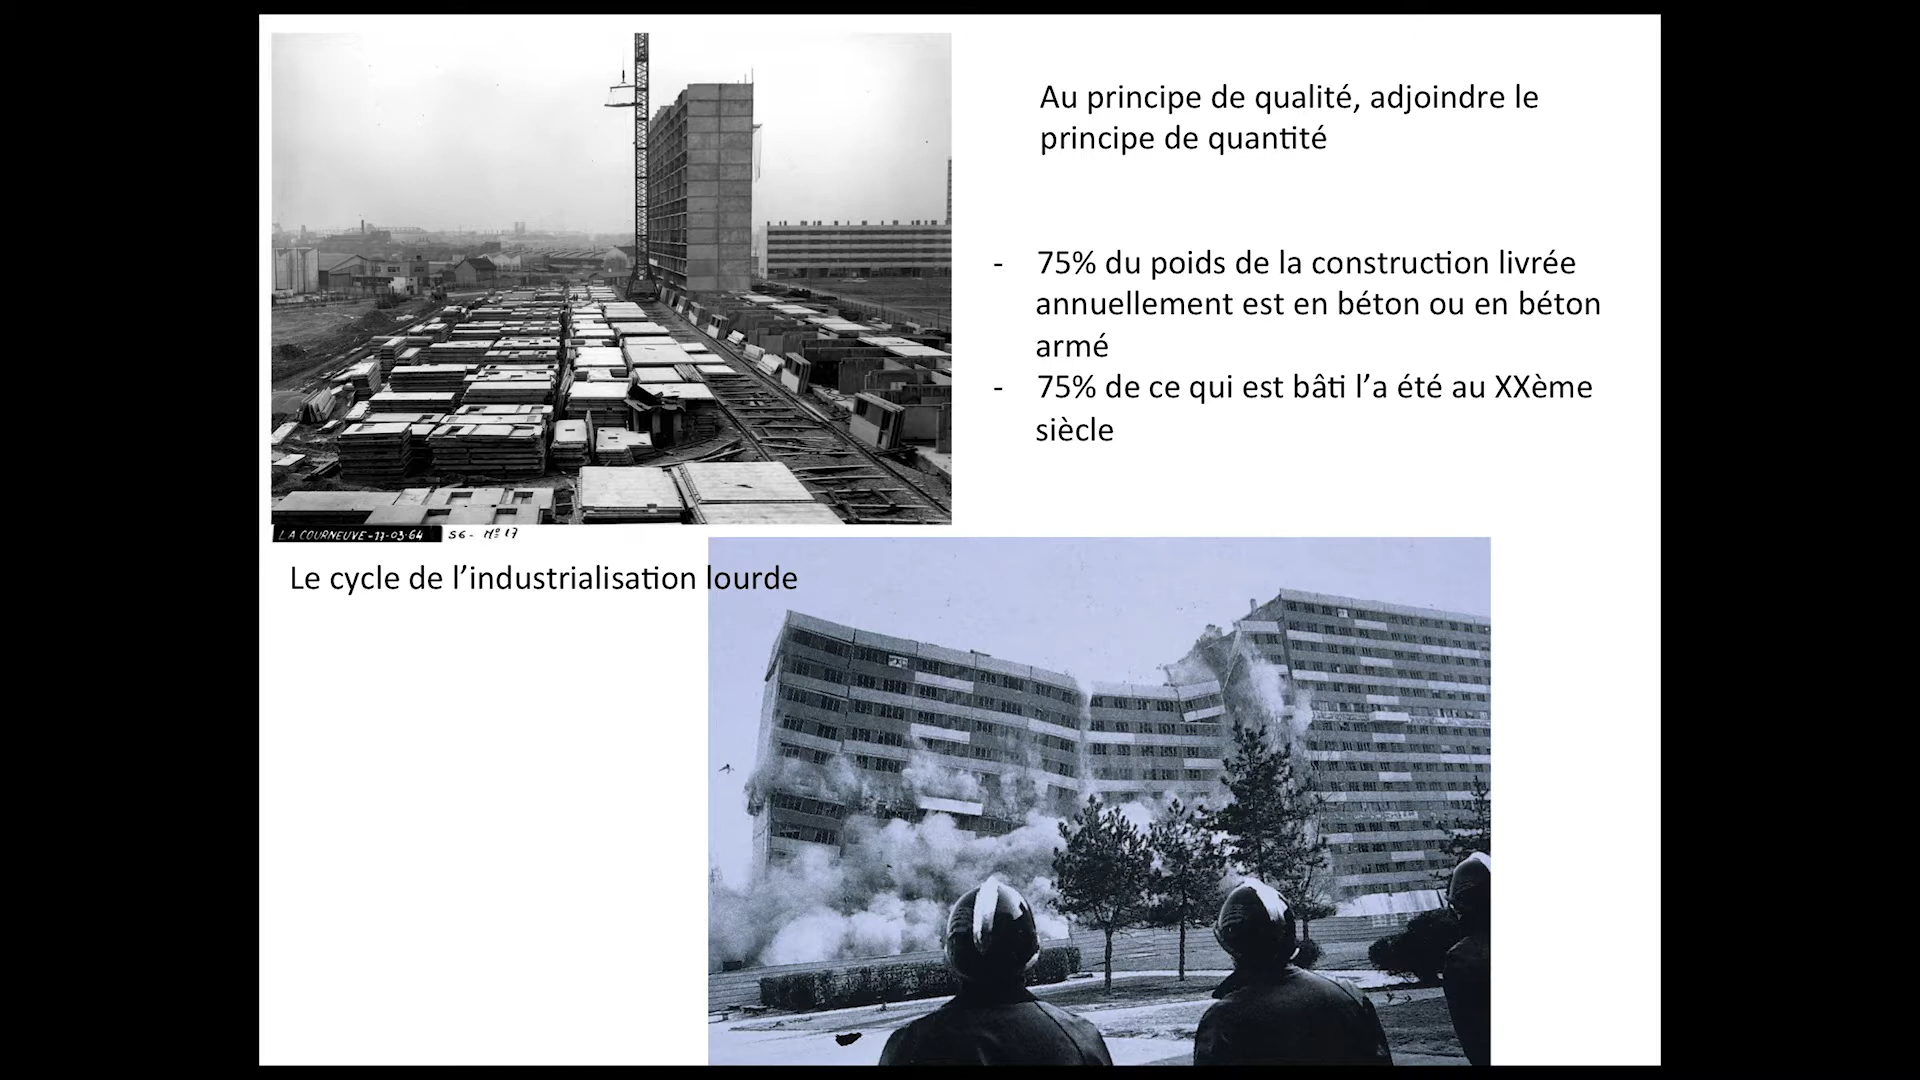 Au principe de qualité, adjoindre le
principe de quantité
- 75% du poids de la construction livrée
annuellement est en béton ou en béton
armé
- 75% de ce qui est bâti l’a été au XXème
siècle
LA COURNEUVE-17-03-64 S6- Nº 17
Le cycle de l’industrialisation lourde